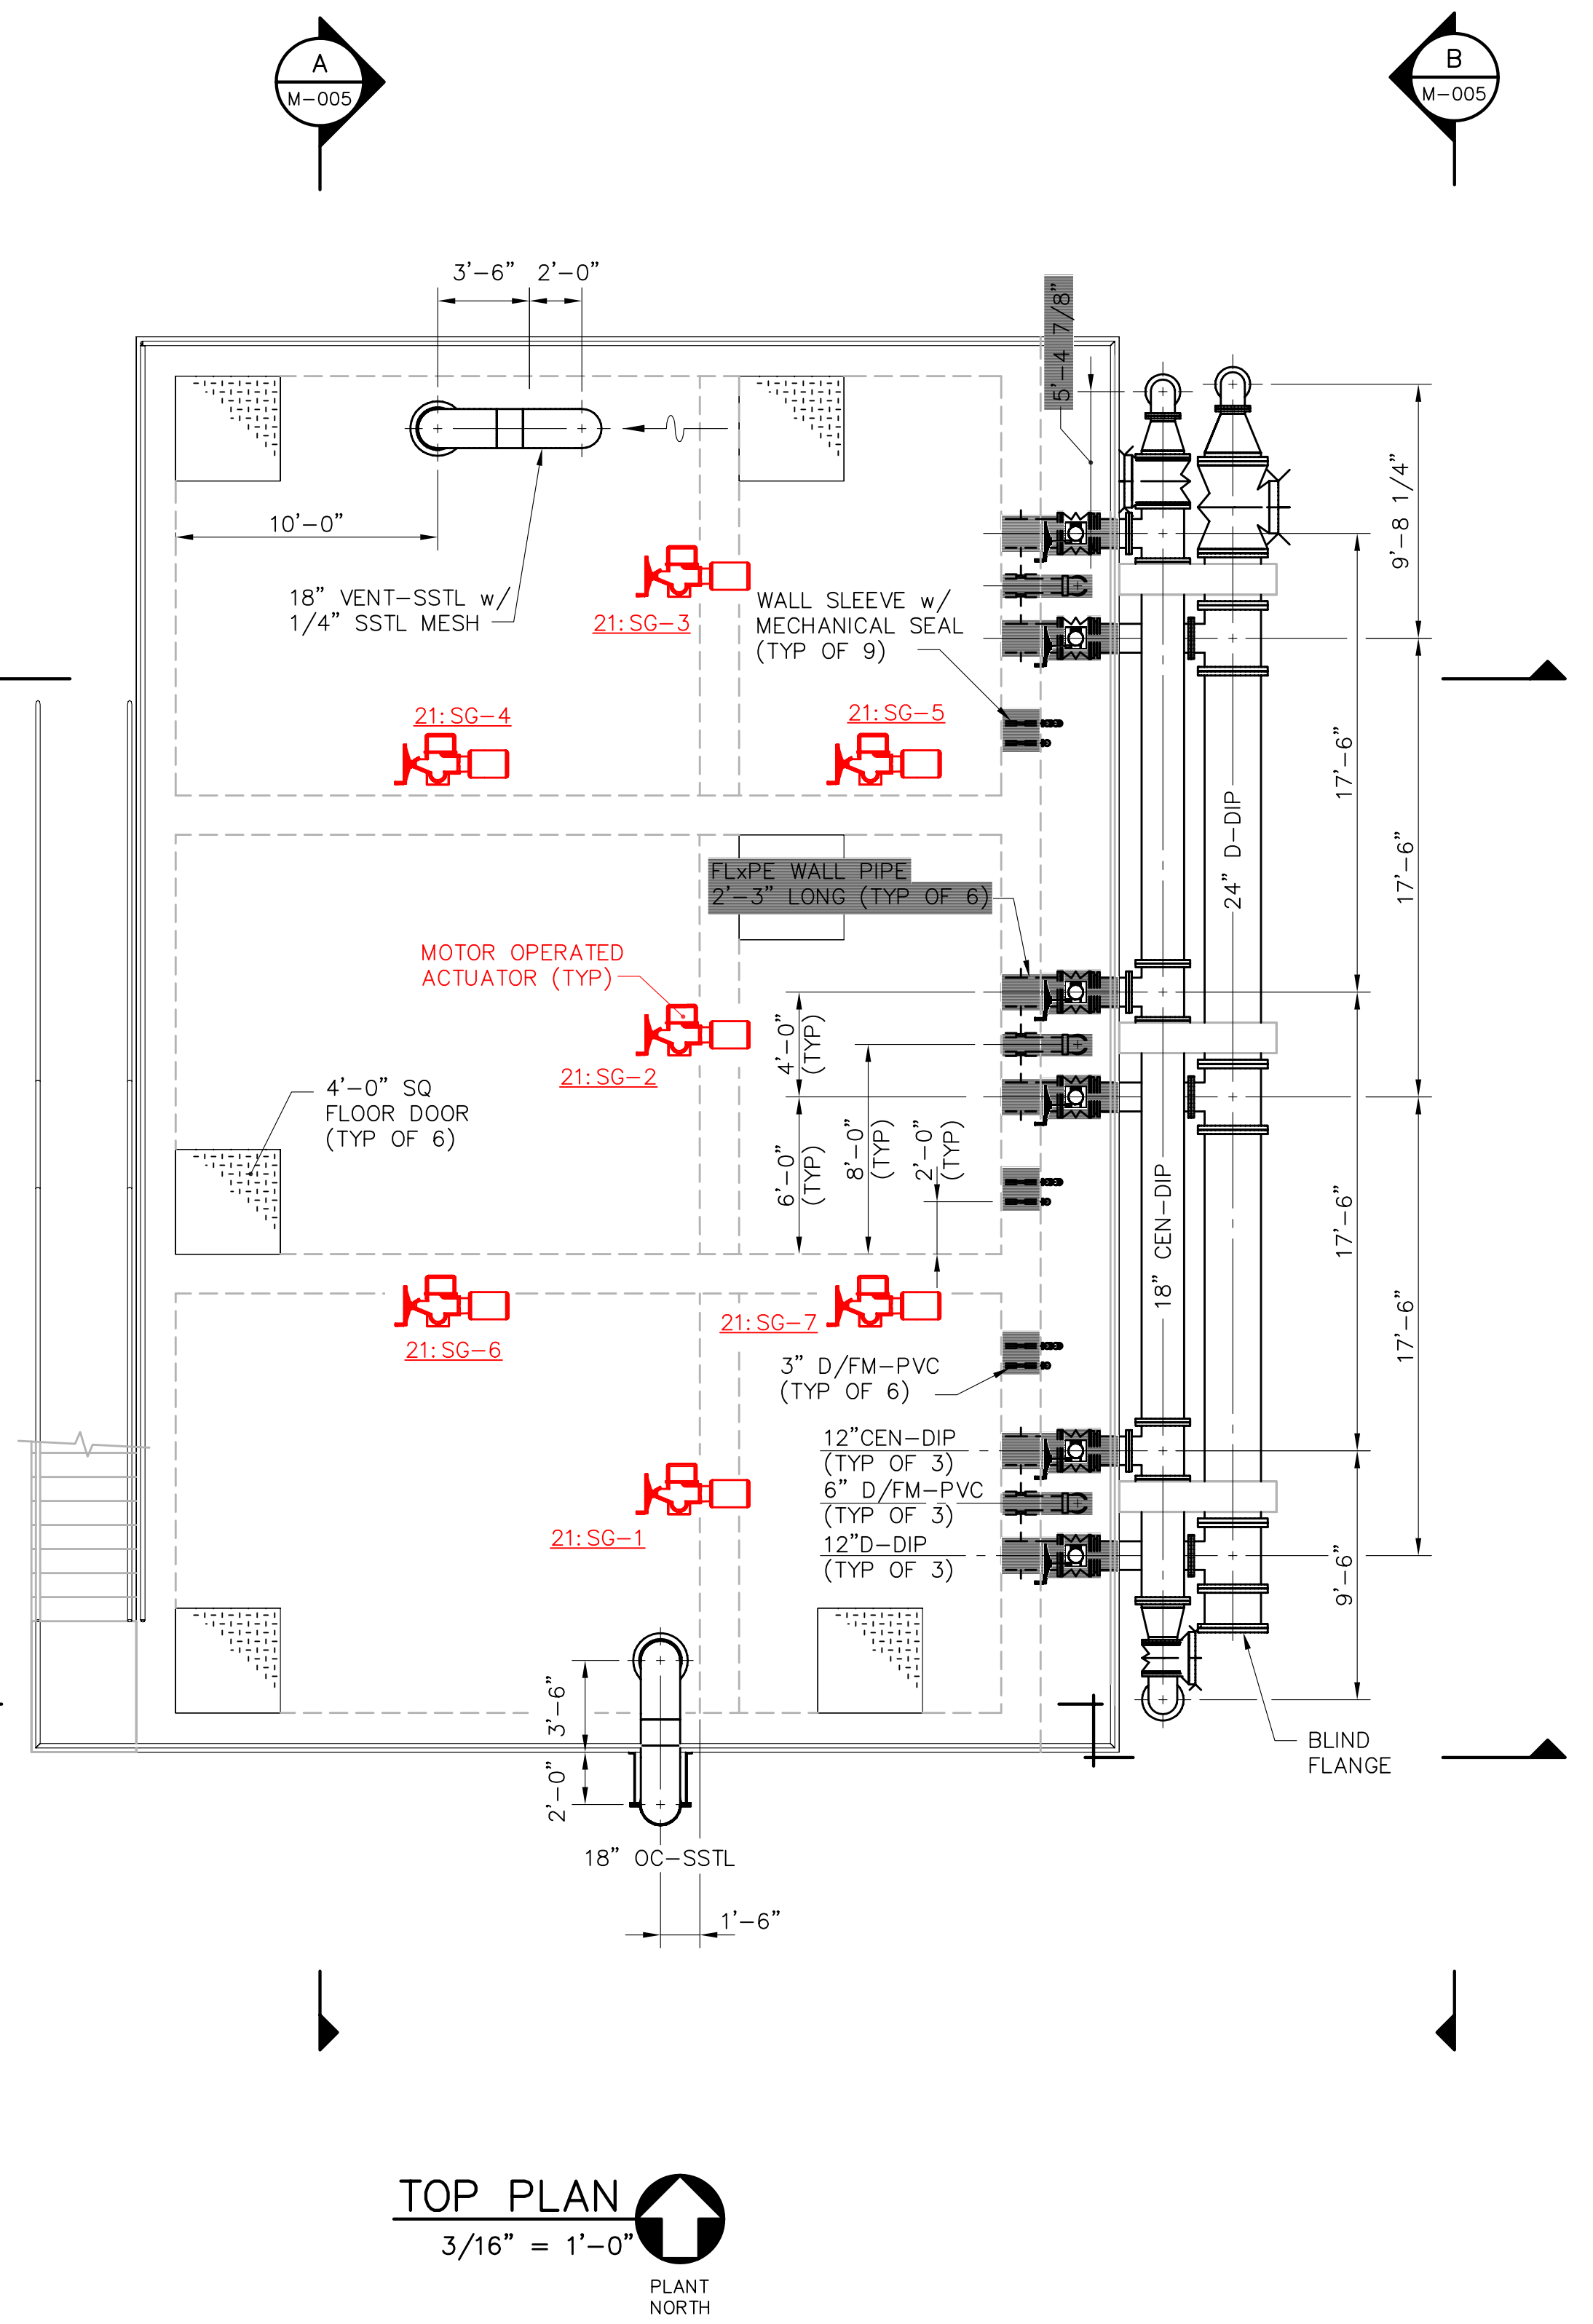 A
M-005
B
M-005
3'-6"
2'-0"
5'-4 7/8"
10'-0"
18" VENT-SSTL w/
1/4" SSTL MESH
21:SG-3
WALL SLEEVE w/
MECHANICAL SEAL
(TYP OF 9)
9'-8 1/4"
21:SG-4
21:SG-5
17'-6"
17'-6"
24" D-DIP
FLxPE WALL PIPE
2'-3" LONG (TYP OF 6)
MOTOR OPERATED
ACTUATOR (TYP)
21:SG-2
4'-0"
(TYP)
4'-0" SQ
FLOOR DOOR
(TYP OF 6)
6'-0"
(TYP)
8'-0"
(TYP)
2'-0"
(TYP)
18" CEN-DIP
17'-6"
17'-6"
21:SG-6
21:SG-7
3" D/FM-PVC
(TYP OF 6)
12"CEN-DIP
(TYP OF 3)
6" D/FM-PVC
(TYP OF 3)
12"D-DIP
(TYP OF 3)
21:SG-1
9'-6"
3'-6"
2'-0"
BLIND
FLANGE
18" OC-SSTL
1'-6"
TOP PLAN
3/16" = 1'-0"
PLANT
NORTH